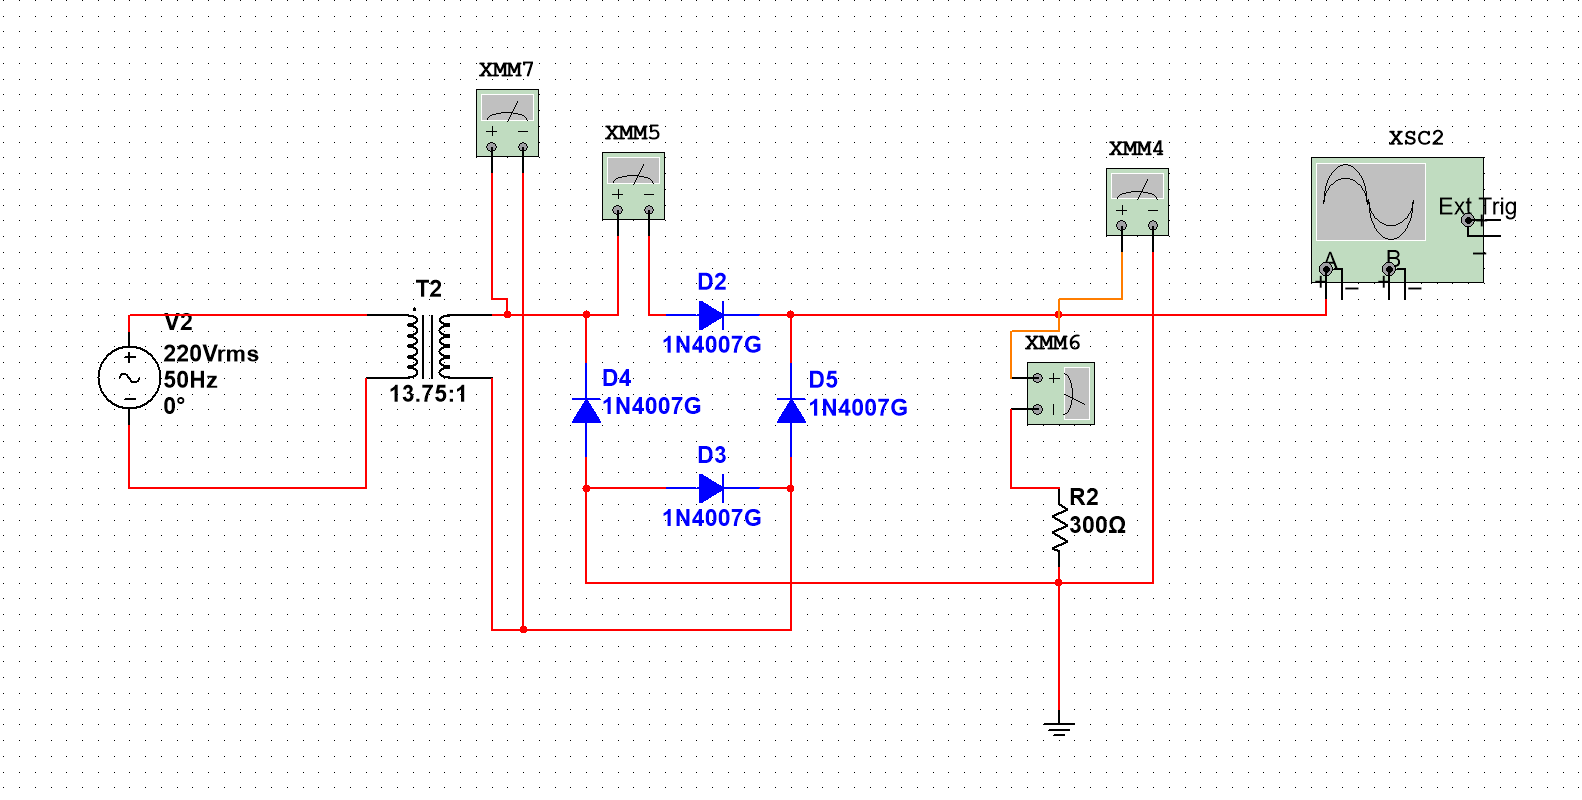 XMM7
XMM5
XMM4
XSC2
Ext Trig
A
B
T2
V2
220Vrms
50Hz
0°
13.75:1
D2
1N4007G
XMM6
D4
1N4007G
D5
1N4007G
D3
1N4007G
R2
300Ω